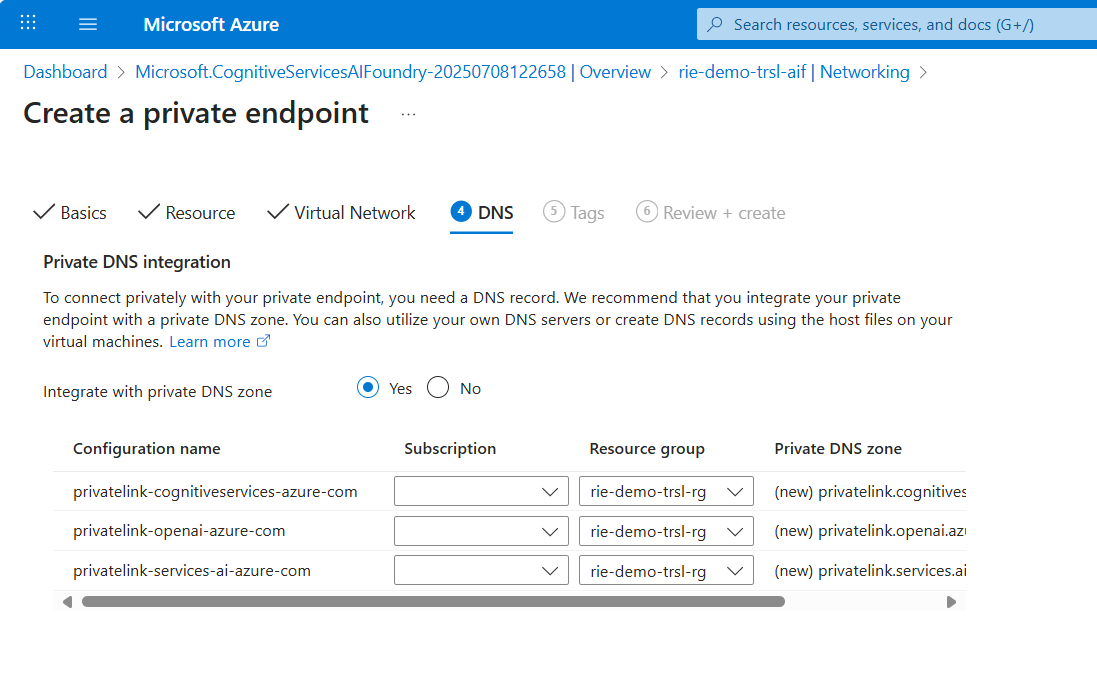 Microsoft Azure
Search resources, services, and docs (G+/)
Dashboard > Microsoft.CognitiveServicesAIFoundry-20250708122658 | Overview > rie-demo-trsl-aif | Networking >
Create a private endpoint ...
Basics Resource Virtual Network 4 DNS 5 Tags 6 Review + create
Private DNS integration
To connect privately with your private endpoint, you need a DNS record. We recommend that you integrate your private
endpoint with a private DNS zone. You can also utilize your own DNS servers or create DNS records using the host files on your
virtual machines. Learn more
Integrate with private DNS zone Yes No
Configuration name Subscription Resource group Private DNS zone
privatelink-cognitiveservices-azure-com rie-demo-trsl-rg (new) privatelink.cognitives
privatelink-openai-azure-com rie-demo-trsl-rg (new) privatelink.openai.az
privatelink-services-ai-azure-com rie-demo-trsl-rg (new) privatelink.services.ai